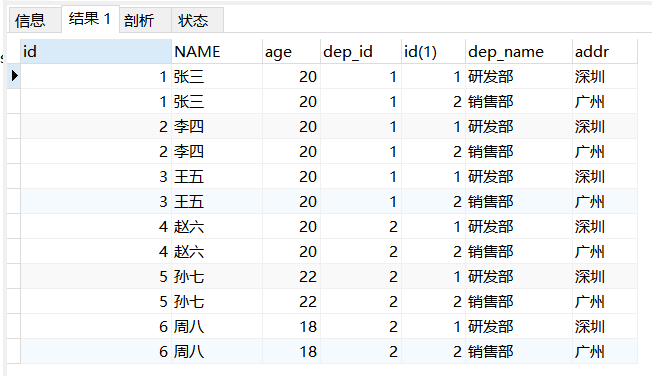 信息 结果 1 剖析 状态
id NAME age dep_id id(1) dep_name addr
1 张三 20 1 1 研发部 深圳
1 张三 20 1 2 销售部 广州
2 李四 20 1 1 研发部 深圳
2 李四 20 1 2 销售部 广州
3 王五 20 1 1 研发部 深圳
3 王五 20 1 2 销售部 广州
4 赵六 20 2 1 研发部 深圳
4 赵六 20 2 2 销售部 广州
5 孙七 22 2 1 研发部 深圳
5 孙七 22 2 2 销售部 广州
6 周八 18 2 1 研发部 深圳
6 周八 18 2 2 销售部 广州